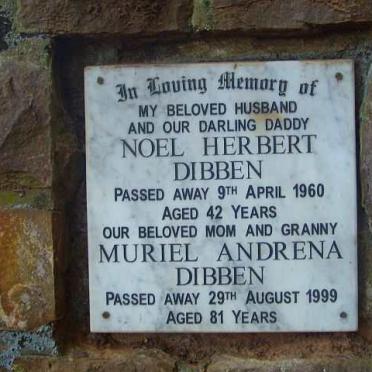 In Loving Memory of
MY BELOVED HUSBAND
AND OUR DARLING DADDY
NOEL HERBERT
DIBBEN
PASSED AWAY 9TH APRIL 1960
AGED 42 YEARS
OUR BELOVED MOM AND GRANNY
MURIEL ANDRENA
DIBBEN
PASSED AWAY 29TH AUGUST 1999
AGED 81 YEARS